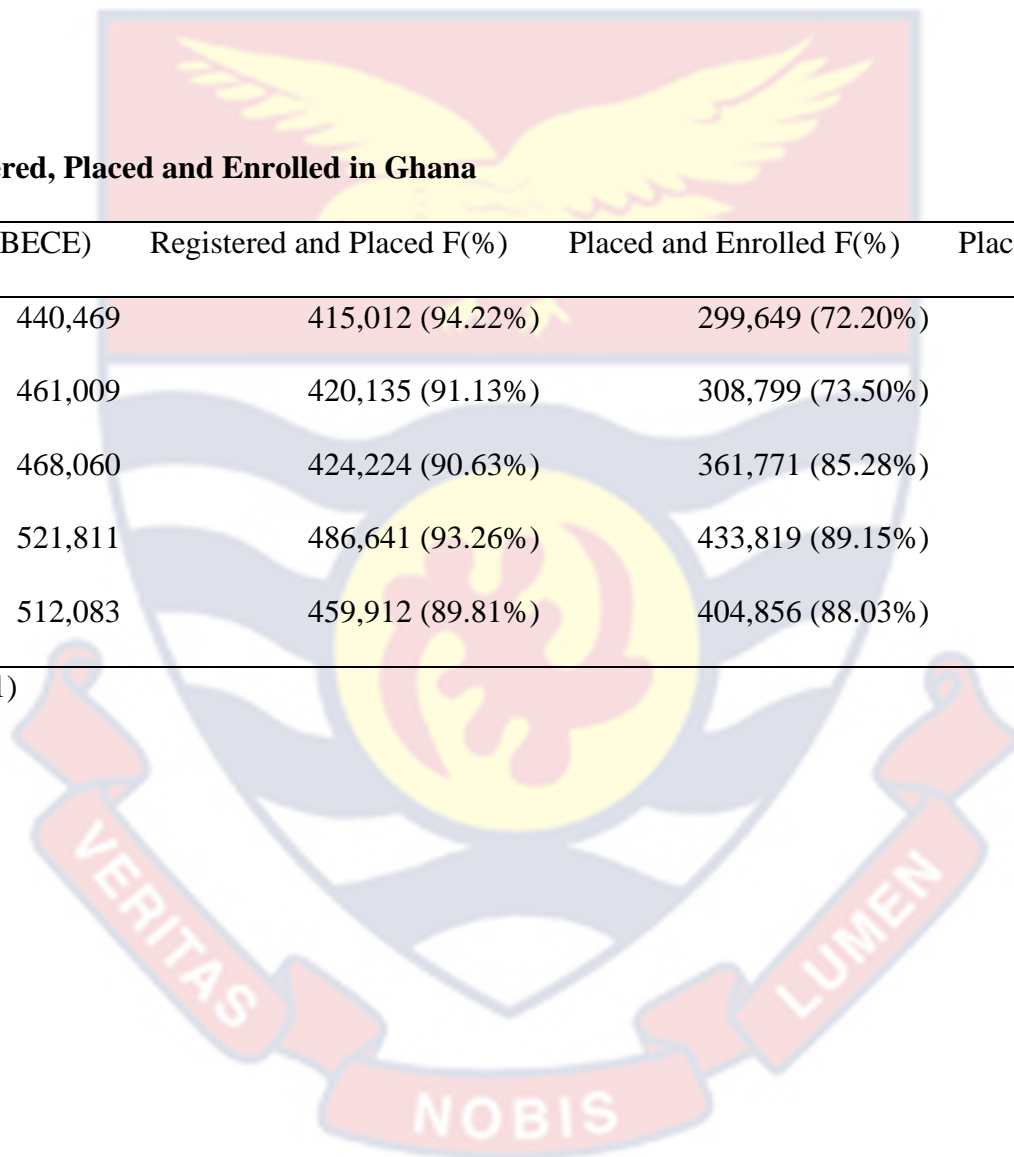 ered, Placed and Enrolled in Ghana
BECE) Registered and Placed F(%) Placed and Enrolled F(%) Plac
440,469 415,012 (94.22%) 299,649 (72.20%)
461,009 420,135 (91.13%) 308,799 (73.50%)
468,060 424,224 (90.63%) 361,771 (85.28%)
521,811 486,641 (93.26%) 433,819 (89.15%)
512,083 459,912 (89.81%) 404,856 (88.03%)
1)
VERITAS
NOBIS
LUMEN